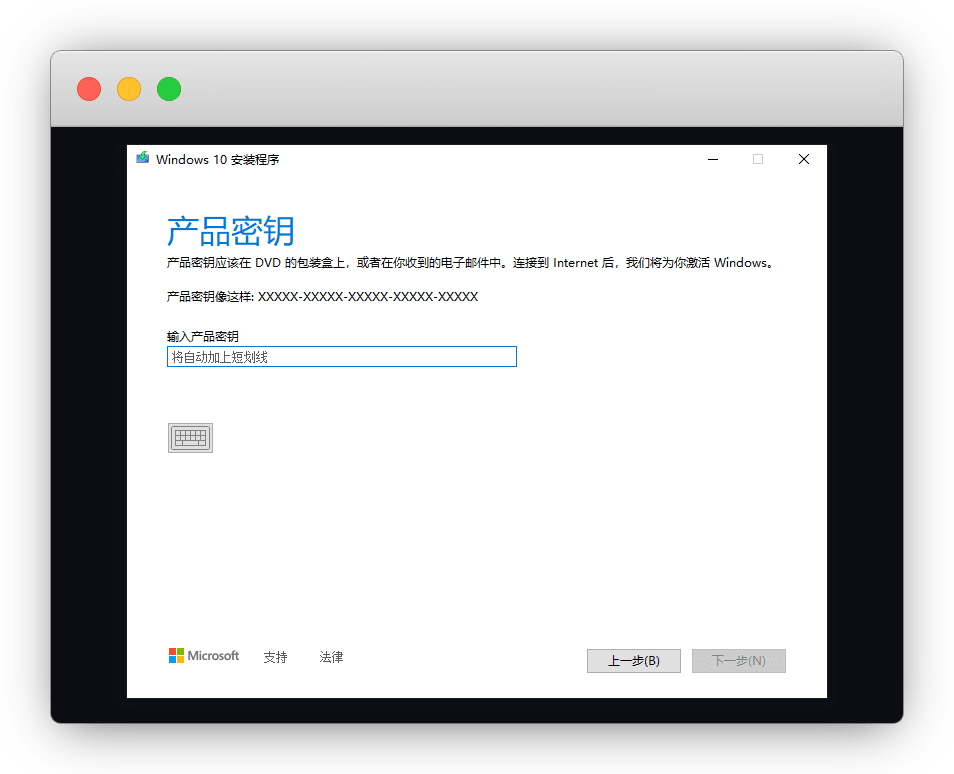 Windows 10 安装程序
产品密钥
产品密钥应该在 DVD 的包装盒上，或者在你收到的电子邮件中。连接到 Internet 后，我们将为你激活 Windows。
产品密钥像这样: XXXXX-XXXXX-XXXXX-XXXXX-XXXXX
输入产品密钥
将自动加上短划线
Microsoft 支持 法律 上一步(B) 下一步(N)